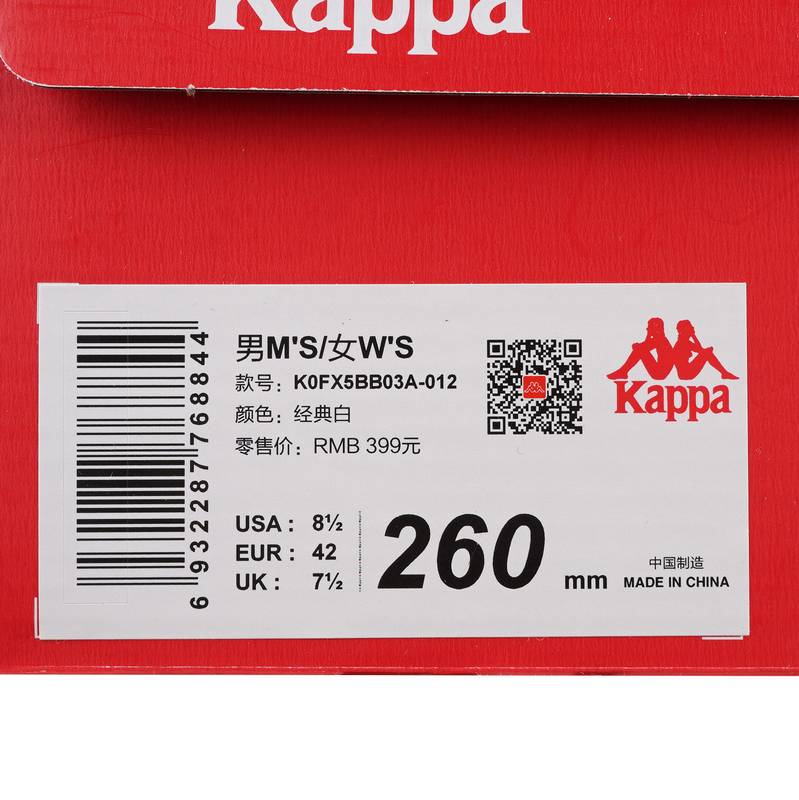 Kappa
男M'S/女W'S
款号：K0FX5BB03A-012
颜色：经典白
零售价：RMB 399元
Kappa
6 932287 768844
USA : 8½
EUR : 42
UK : 7½
260 mm
中国制造
MADE IN CHINA